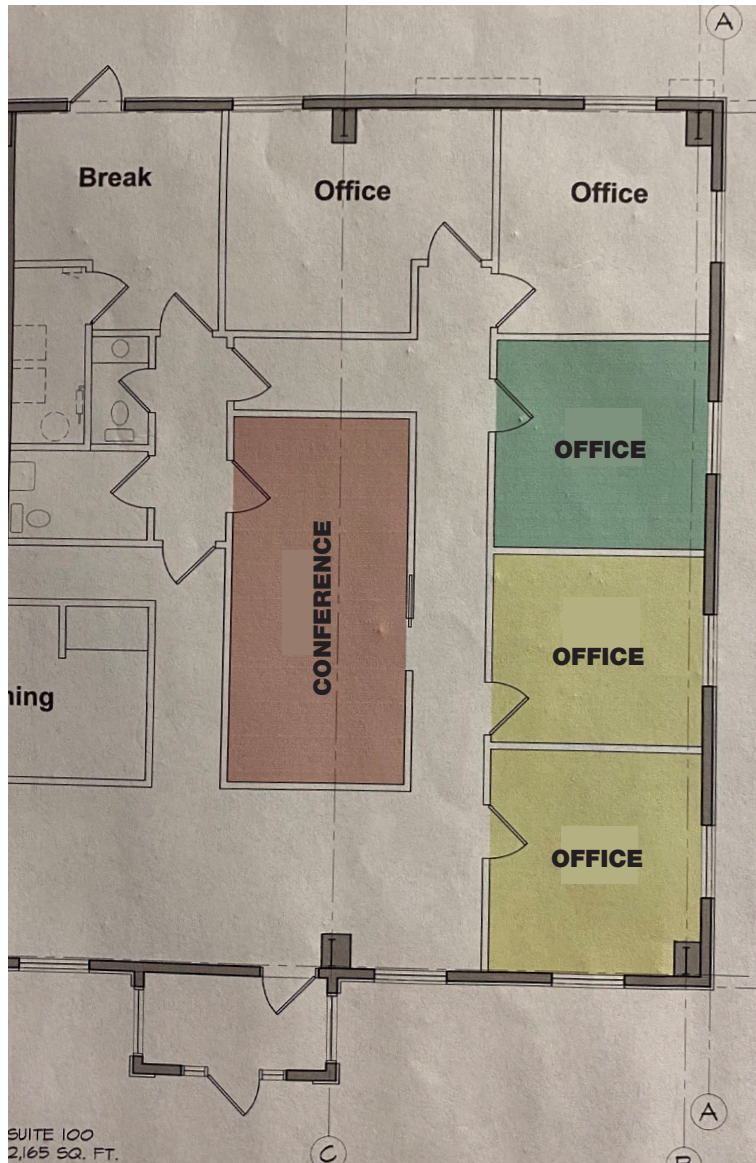 A
Break
Office
Office
OFFICE
CONFERENCE
OFFICE
ning
OFFICE
A
SUITE 100
2,165 SQ. FT.
C